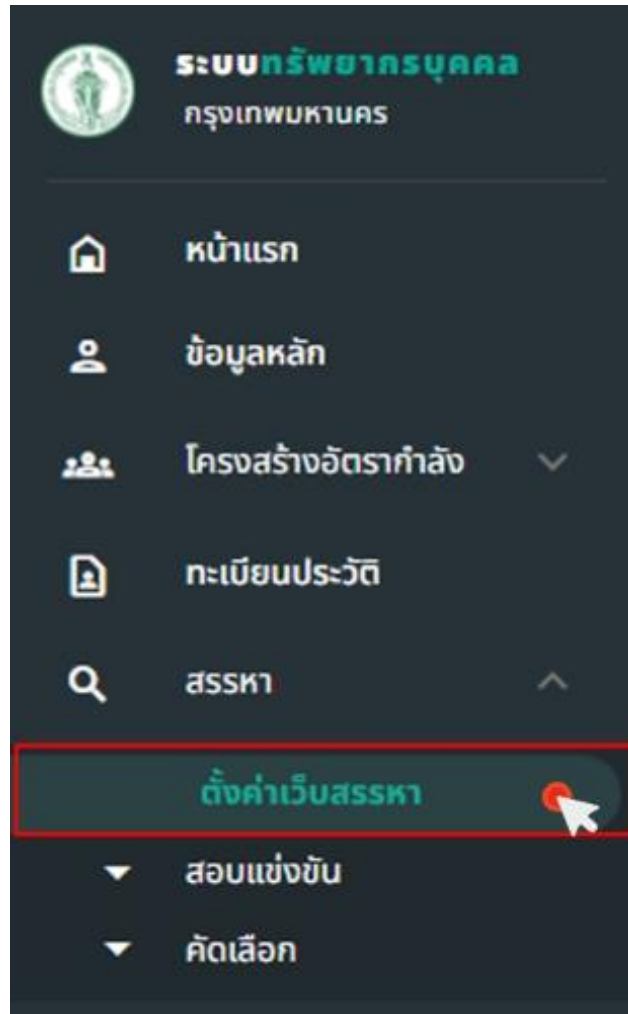 ระบบทรัพยากรบุคคล
กรุงเทพมหานคร
หน้าแรก
ข้อมูลหลัก
โครงสร้างอัตรากำลัง
ทะเบียนประวัติ
สรรหา
ตั้งค่าเว็บสรรหา
สอบแข่งขัน
คัดเลือก